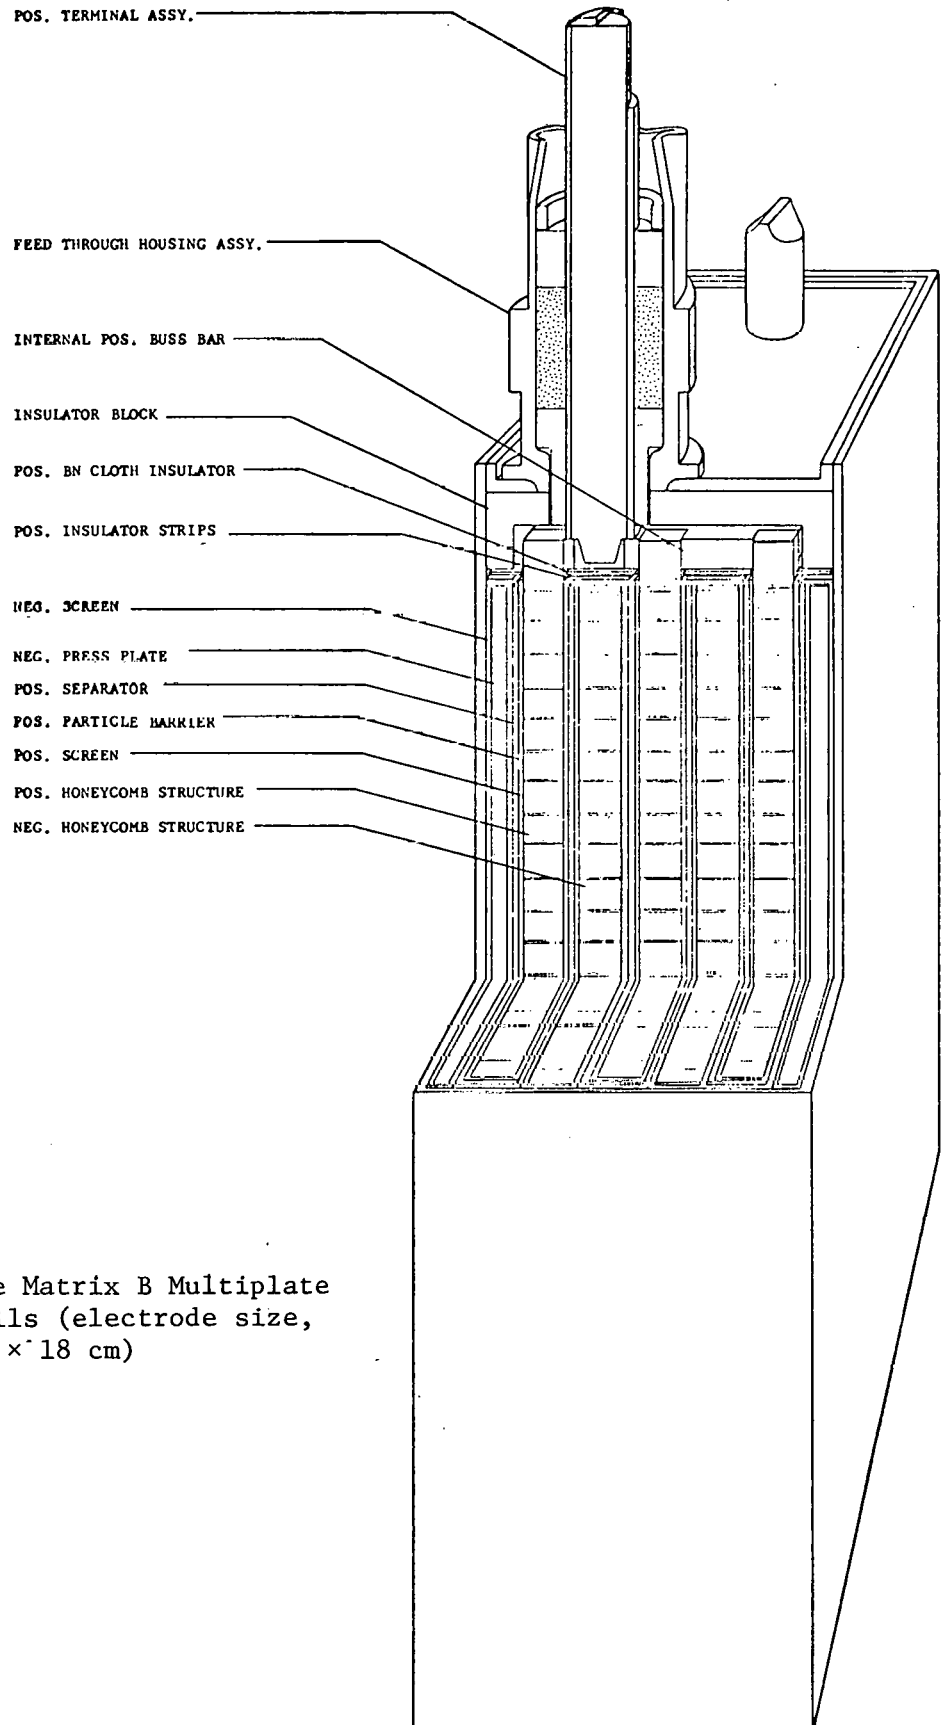 POS. TERMINAL ASSY.
FEED THROUGH HOUSING ASSY.
INTERNAL POS. BUSS BAR
INSULATOR BLOCK
POS. BN CLOTH INSULATOR
POS. INSULATOR STRIPS
NEG. SCREEN
NEG. PRESS PLATE
POS. SEPARATOR
POS. PARTICLE BARRIER
POS. SCREEN
POS. HONEYCOMB STRUCTURE
NEG. HONEYCOMB STRUCTURE
Matrix B Multiplate
(electrode size,
× 18 cm)